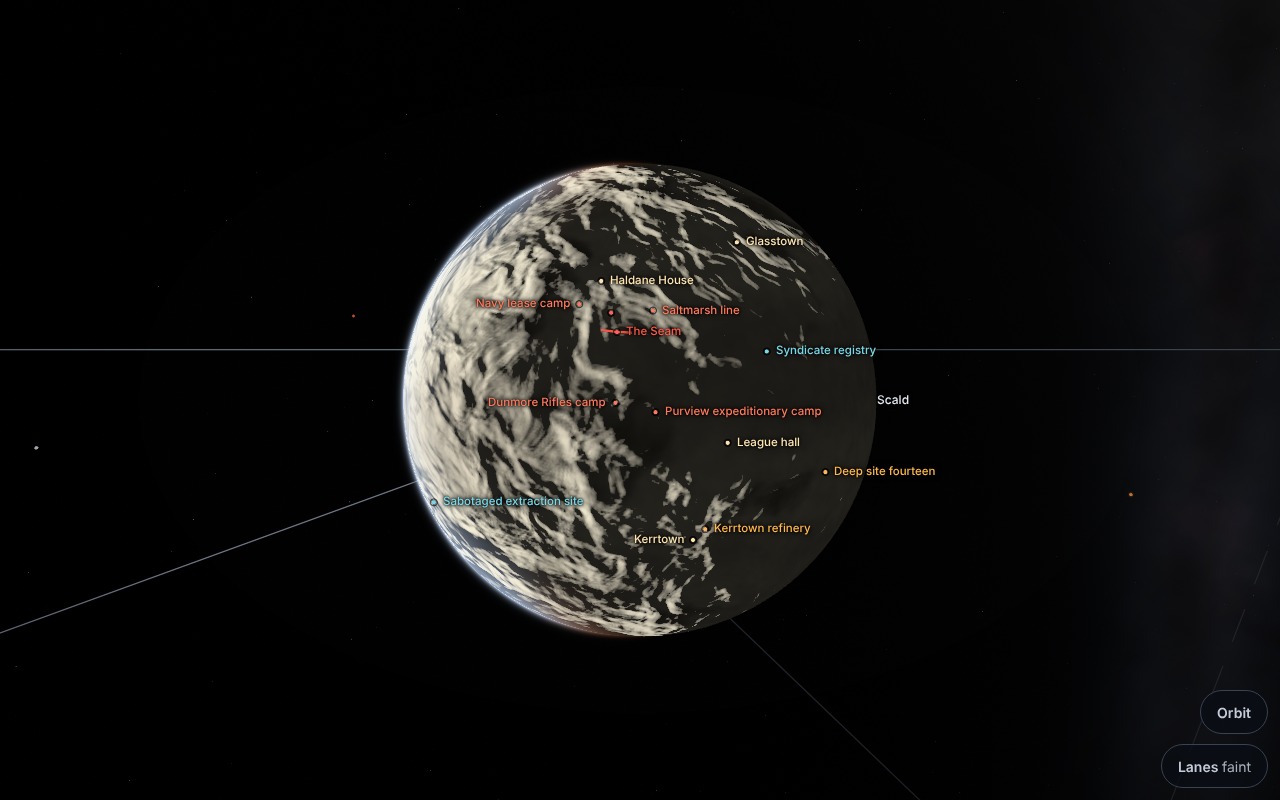 Glasstown
Haldane House
Navy lease camp
Saltmarsh line
The Seam
Syndicate registry
Scald
Dunmore Rifles camp
Purview expeditionary camp
League hall
Deep site fourteen
Sabotaged extraction site
Kerrtown refinery
Kerrtown
Orbit
Lanes faint